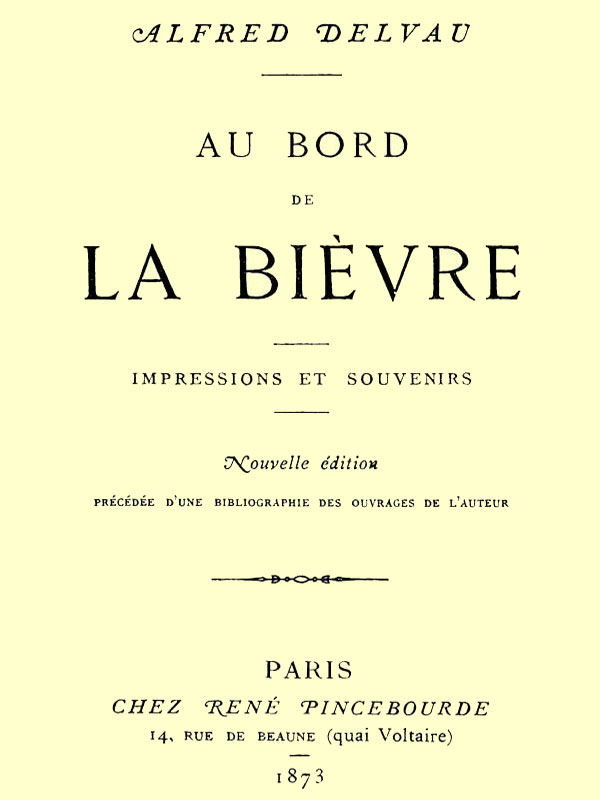 ALFRED DELVAU
AU BORD
DE
LA BIÈVRE
IMPRESSIONS ET SOUVENIRS
Nouvelle édition
PRÉCÉDÉE D'UNE BIBLIOGRAPHIE DES OUVRAGES DE L'AUTEUR
PARIS
CHEZ RENÉ PINCEBOURDE
14, RUE DE BEAUNE (quai Voltaire)
1873